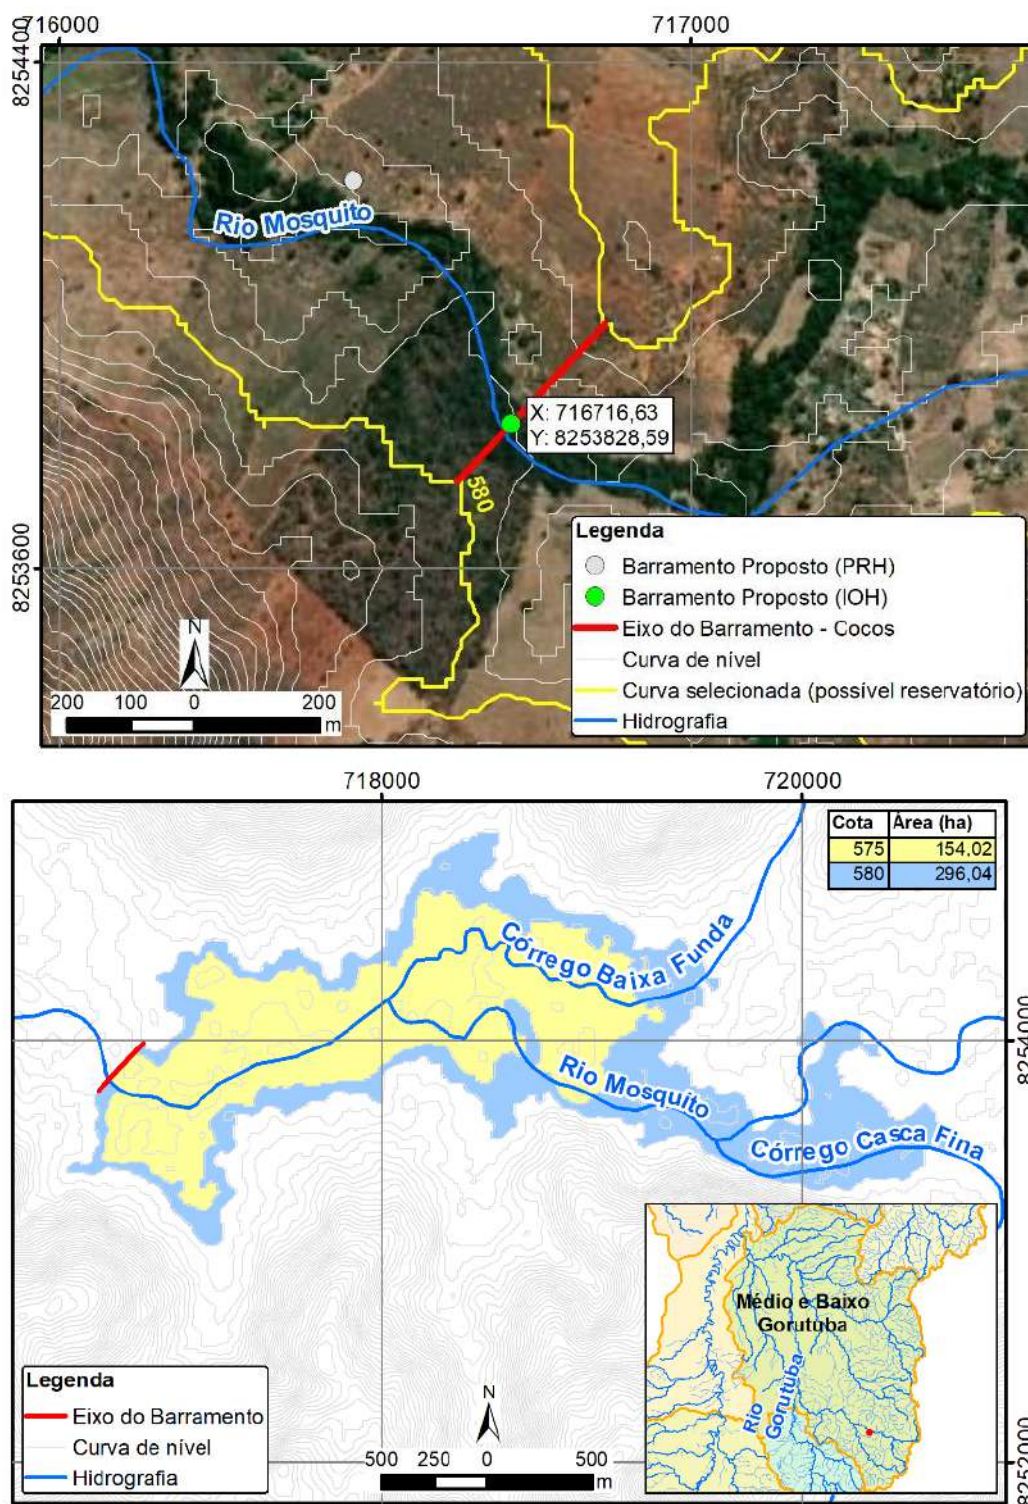 716000
717000
8254400
Rio Mosquito
X: 716716,63
Y: 8253828,59
580
8253600
Legenda
Barramento Proposto (PRH)
Barramento Proposto (IOH)
Eixo do Barramento - Cocos
Curva de nível
Curva selecionada (possível reservatório)
Hidrografia
N
200 100 0 200
m
718000
720000
Cota Área (ha)
575 154,02
580 296,04
Córrego Baixa Funda
8254000
Rio Mosquito
Córrego Casca Fina
Médio e Baixo
Gorutuba
Rio
Gorutuba
Legenda
Eixo do Barramento
Curva de nível
Hidrografia
N
500 250 0 500
m
8252000